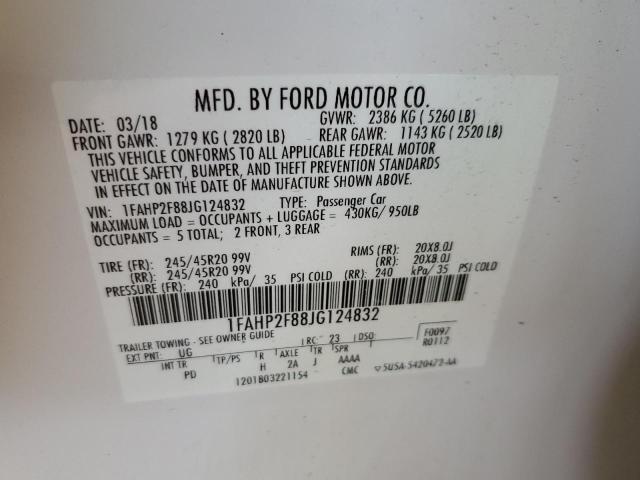 MFD. BY FORD MOTOR CO.
DATE: 03/18 GVWR: 2386 KG ( 5260 LB)
FRONT GAWR: 1279 KG ( 2820 LB) REAR GAWR: 1143 KG ( 2520 LB)
THIS VEHICLE CONFORMS TO ALL APPLICABLE FEDERAL MOTOR
VEHICLE SAFETY, BUMPER, AND THEFT PREVENTION STANDARDS
IN EFFECT ON THE DATE OF MANUFACTURE SHOWN ABOVE.
VIN: 1FAHP2F88JG124832 TYPE: Passenger Car
MAXIMUM LOAD = OCCUPANTS + LUGGAGE = 430KG/ 950LB
OCCUPANTS = 5 TOTAL; 2 FRONT, 3 REAR
TIRE (FR): 245/45R20 99V RIMS (FR): 20X8.0J
(RR): 245/45R20 99V (RR): 20X8.0J
PRESSURE (FR): 240 kPa/ 35 PSI COLD (RR): 240 kPa/ 35 PSI COLD
1FAHP2F88JG124832
TRAILER TOWING - SEE OWNER GUIDE RC: 23 DSO: F0097
EXT PNT: UG R0112
INT TR TP/PS R AXLE TR SPR
PD H 2A J AAAA
1201803221154 CMC 5USA-5420472-AA